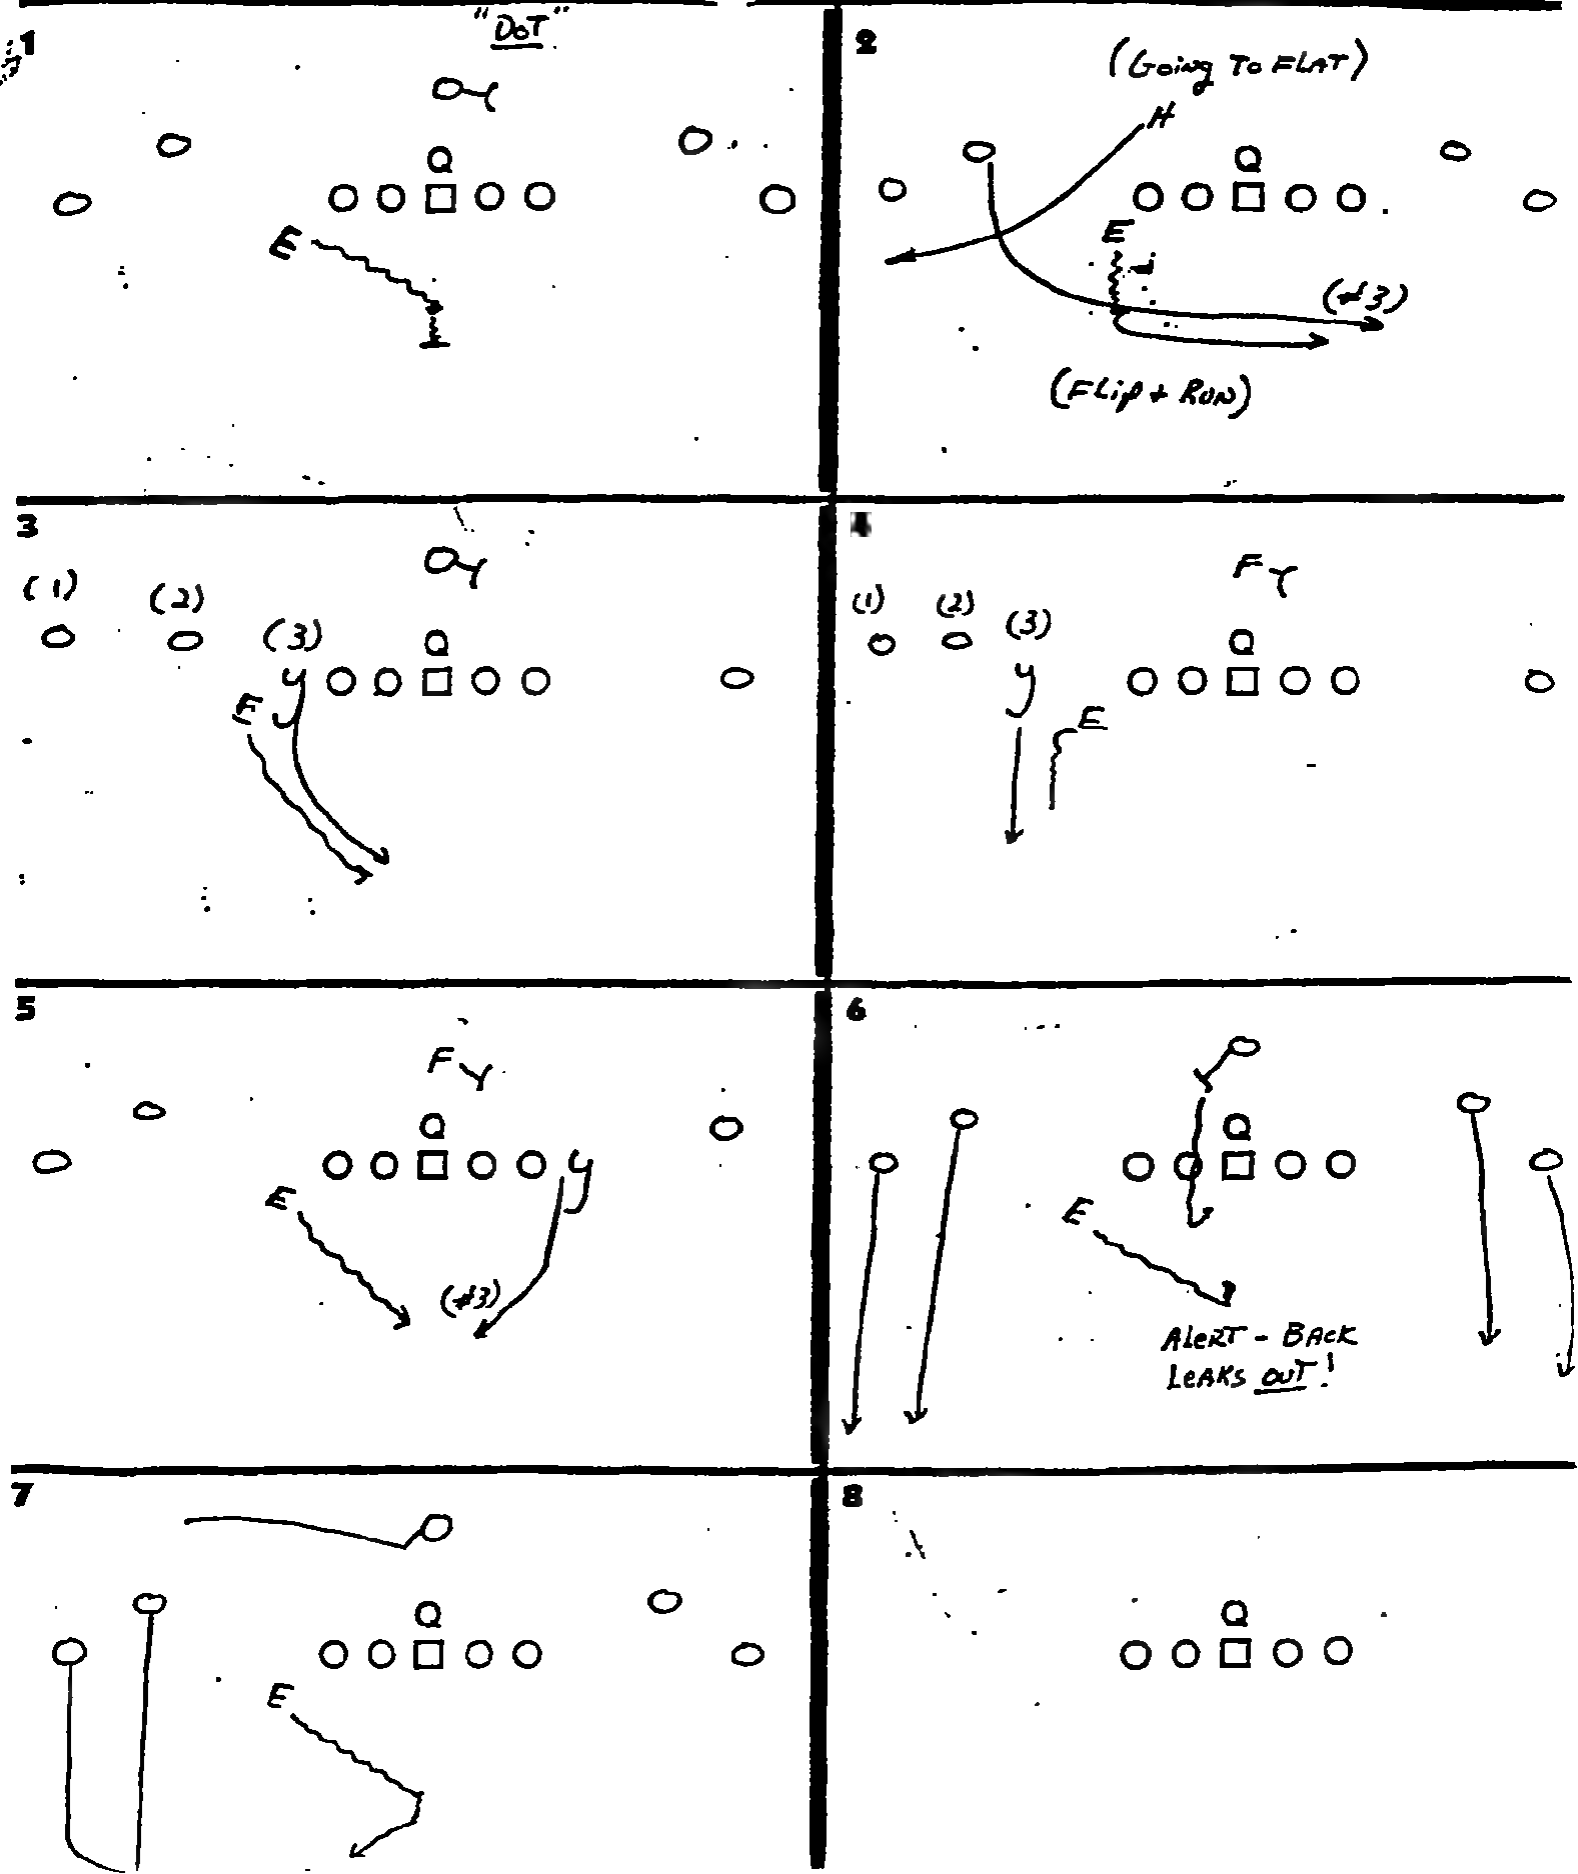 1
"DOT"
Q
E
2
(GOING TO FLAT)
H
Q
E
(#3)
(FLIP + RUN)
3
(1)
(2)
(3)
Q
y
E
4
F
(1)
(2)
(3)
Q
y
E
5
F
Q
y
E
(#3)
6
Q
E
ALERT - BACK
LEAKS OUT!
7
Q
E
8
Q